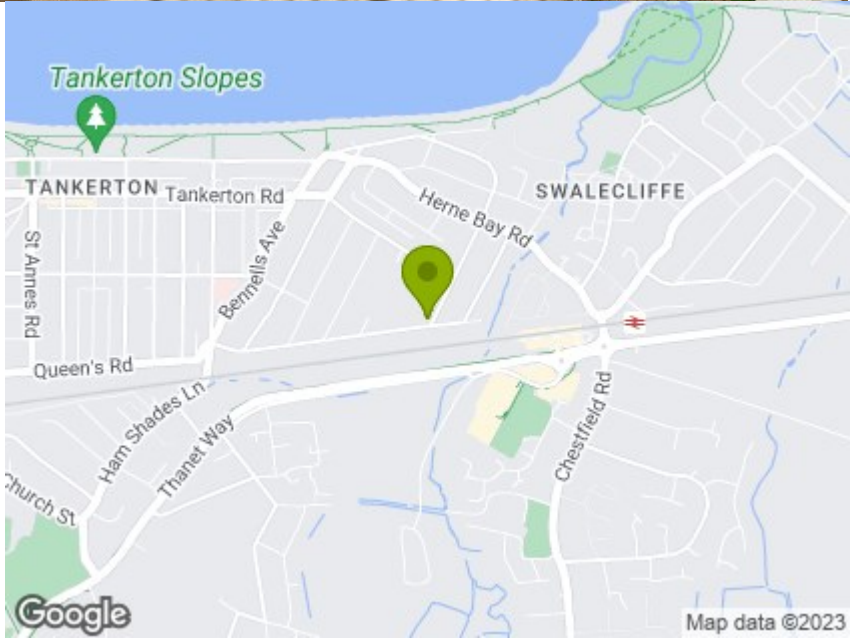 Tankerton Slopes
TANKERTON
Tankerton Rd
Herne Bay Rd
SWALECLIFFE
St Annes Rd
Bennells Ave
Queen's Rd
Ham Shades Ln
Thanet Way
Church St
Chestfield Rd
Google
Map data ©2023